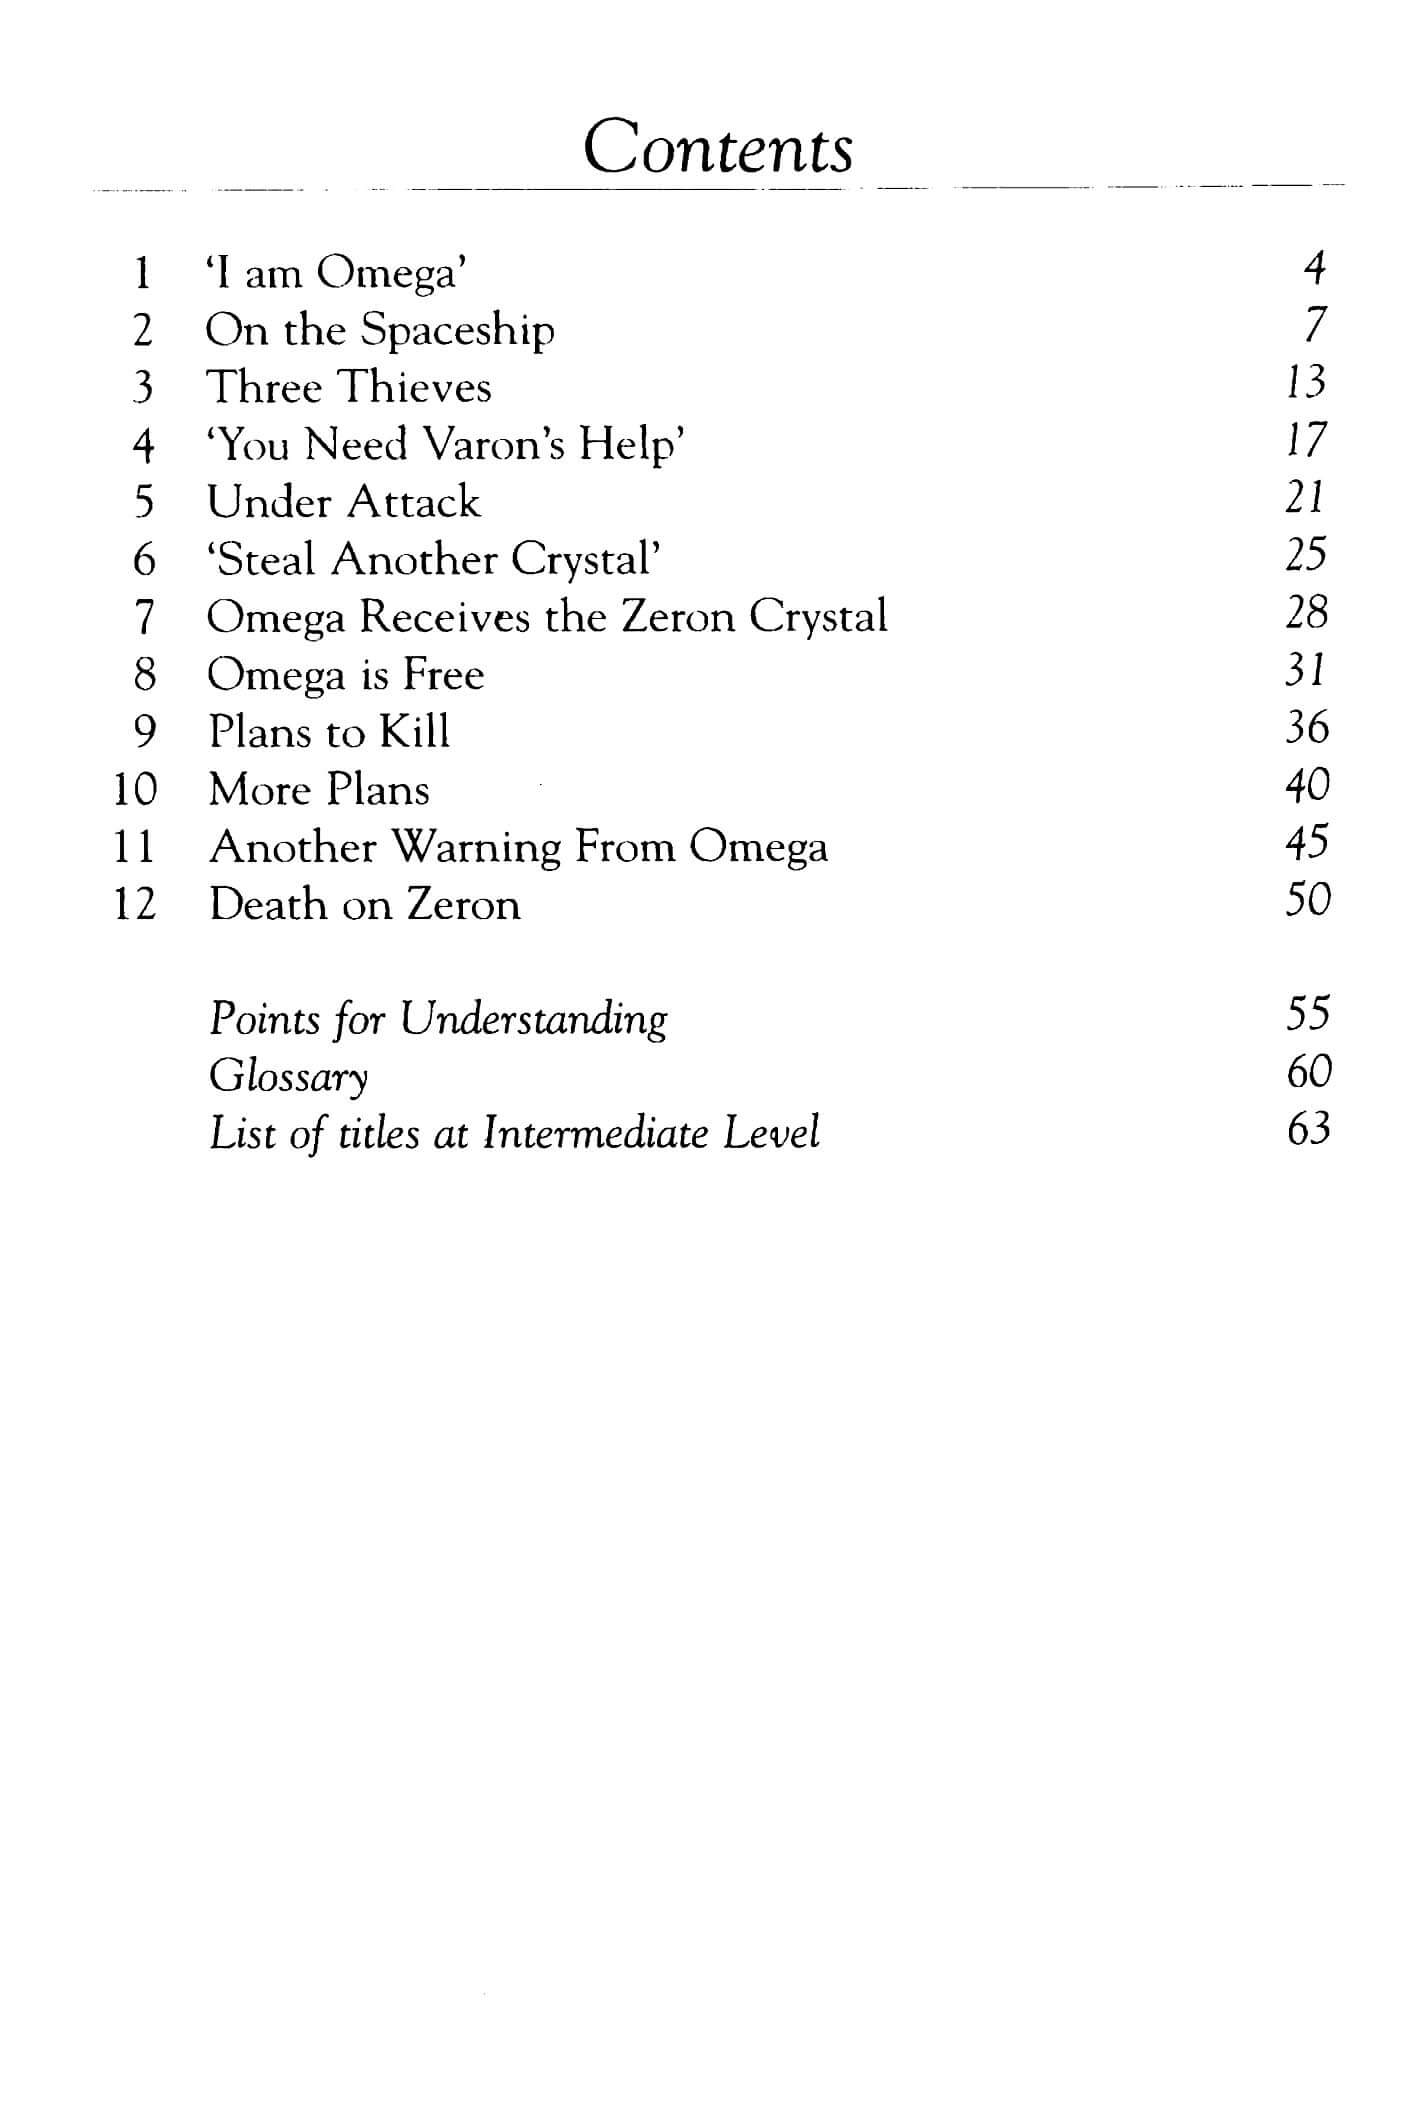 Contents
1 ‘I am Omega’ 4
2 On the Spaceship 7
3 Three Thieves 13
4 ‘You Need Varon’s Help’ 17
5 Under Attack 21
6 ‘Steal Another Crystal’ 25
7 Omega Receives the Zeron Crystal 28
8 Omega is Free 31
9 Plans to Kill 36
10 More Plans 40
11 Another Warning From Omega 45
12 Death on Zeron 50
Points for Understanding 55
Glossary 60
List of titles at Intermediate Level 63